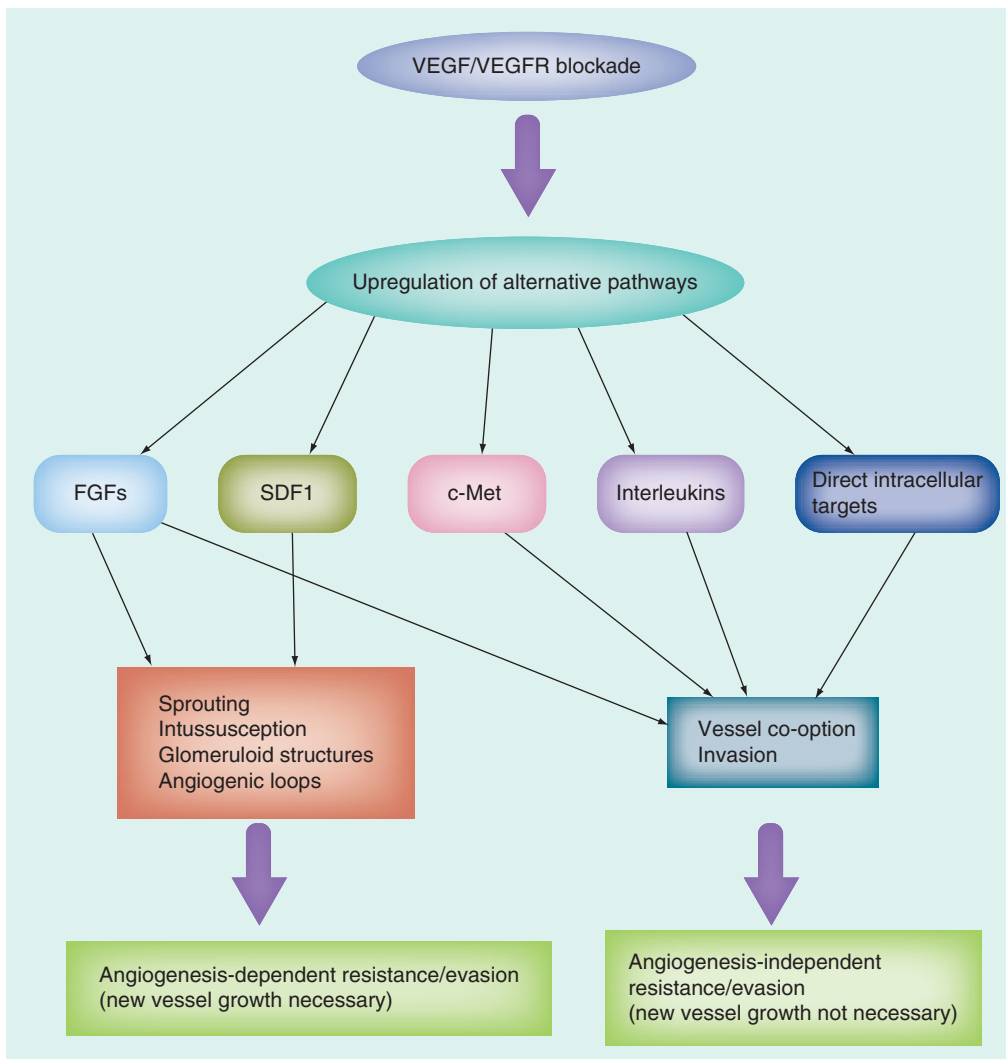 VEGF/VEGFR blockade
Upregulation of alternative pathways
FGFs
SDF1
c-Met
Interleukins
Direct intracellular
targets
Sprouting
Intussusception
Glomeruloid structures
Angiogenic loops
Vessel co-option
Invasion
Angiogenesis-dependent resistance/evasion
(new vessel growth necessary)
Angiogenesis-independent
resistance/evasion
(new vessel growth not necessary)